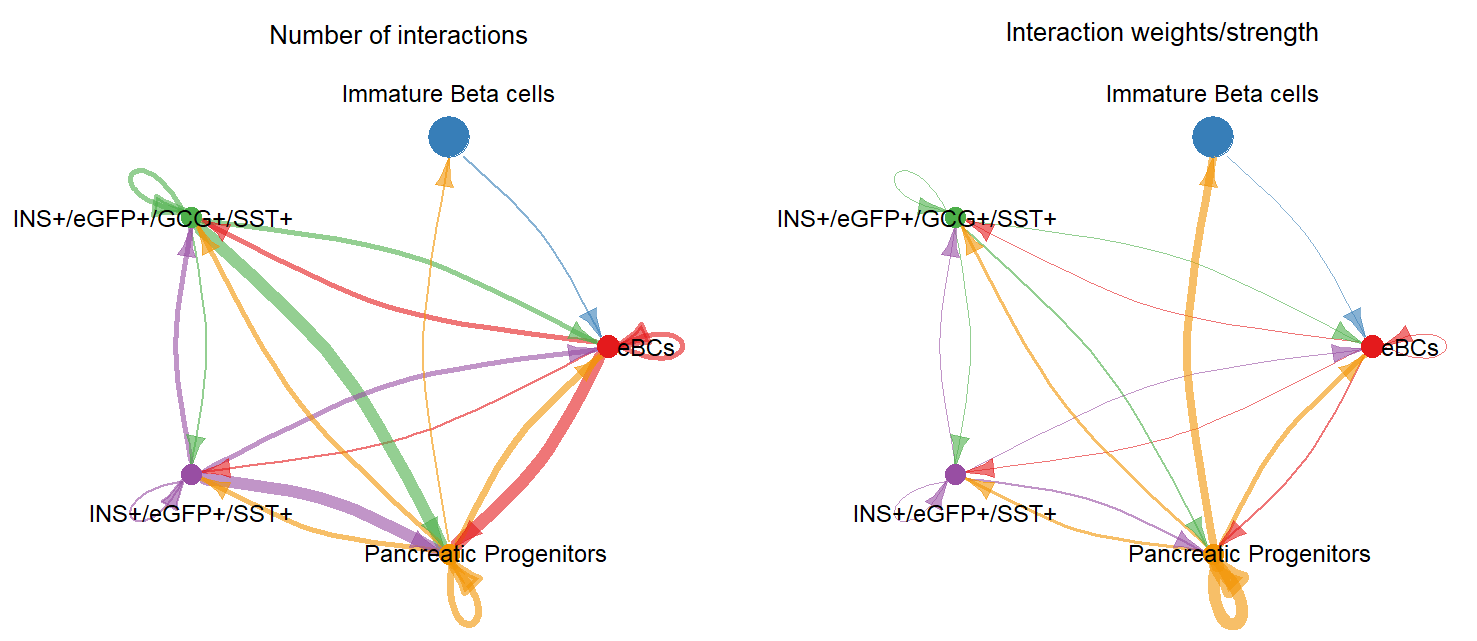 Number of interactions
Immature Beta cells
INS+/eGFP+/GCG+/SST+
eBCs
INS+/eGFP+/SST+
Pancreatic Progenitors
Interaction weights/strength
Immature Beta cells
INS+/eGFP+/GCG+/SST+
eBCs
INS+/eGFP+/SST+
Pancreatic Progenitors